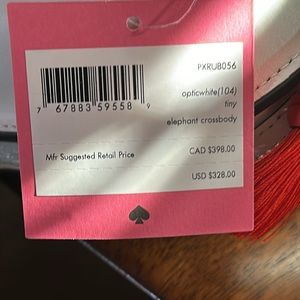 PXRUB056
7 67883 59558 9
opticwhite(104)
tiny
elephant crossbody
Mfr Suggested Retail Price CAD $398.00
USD $328.00